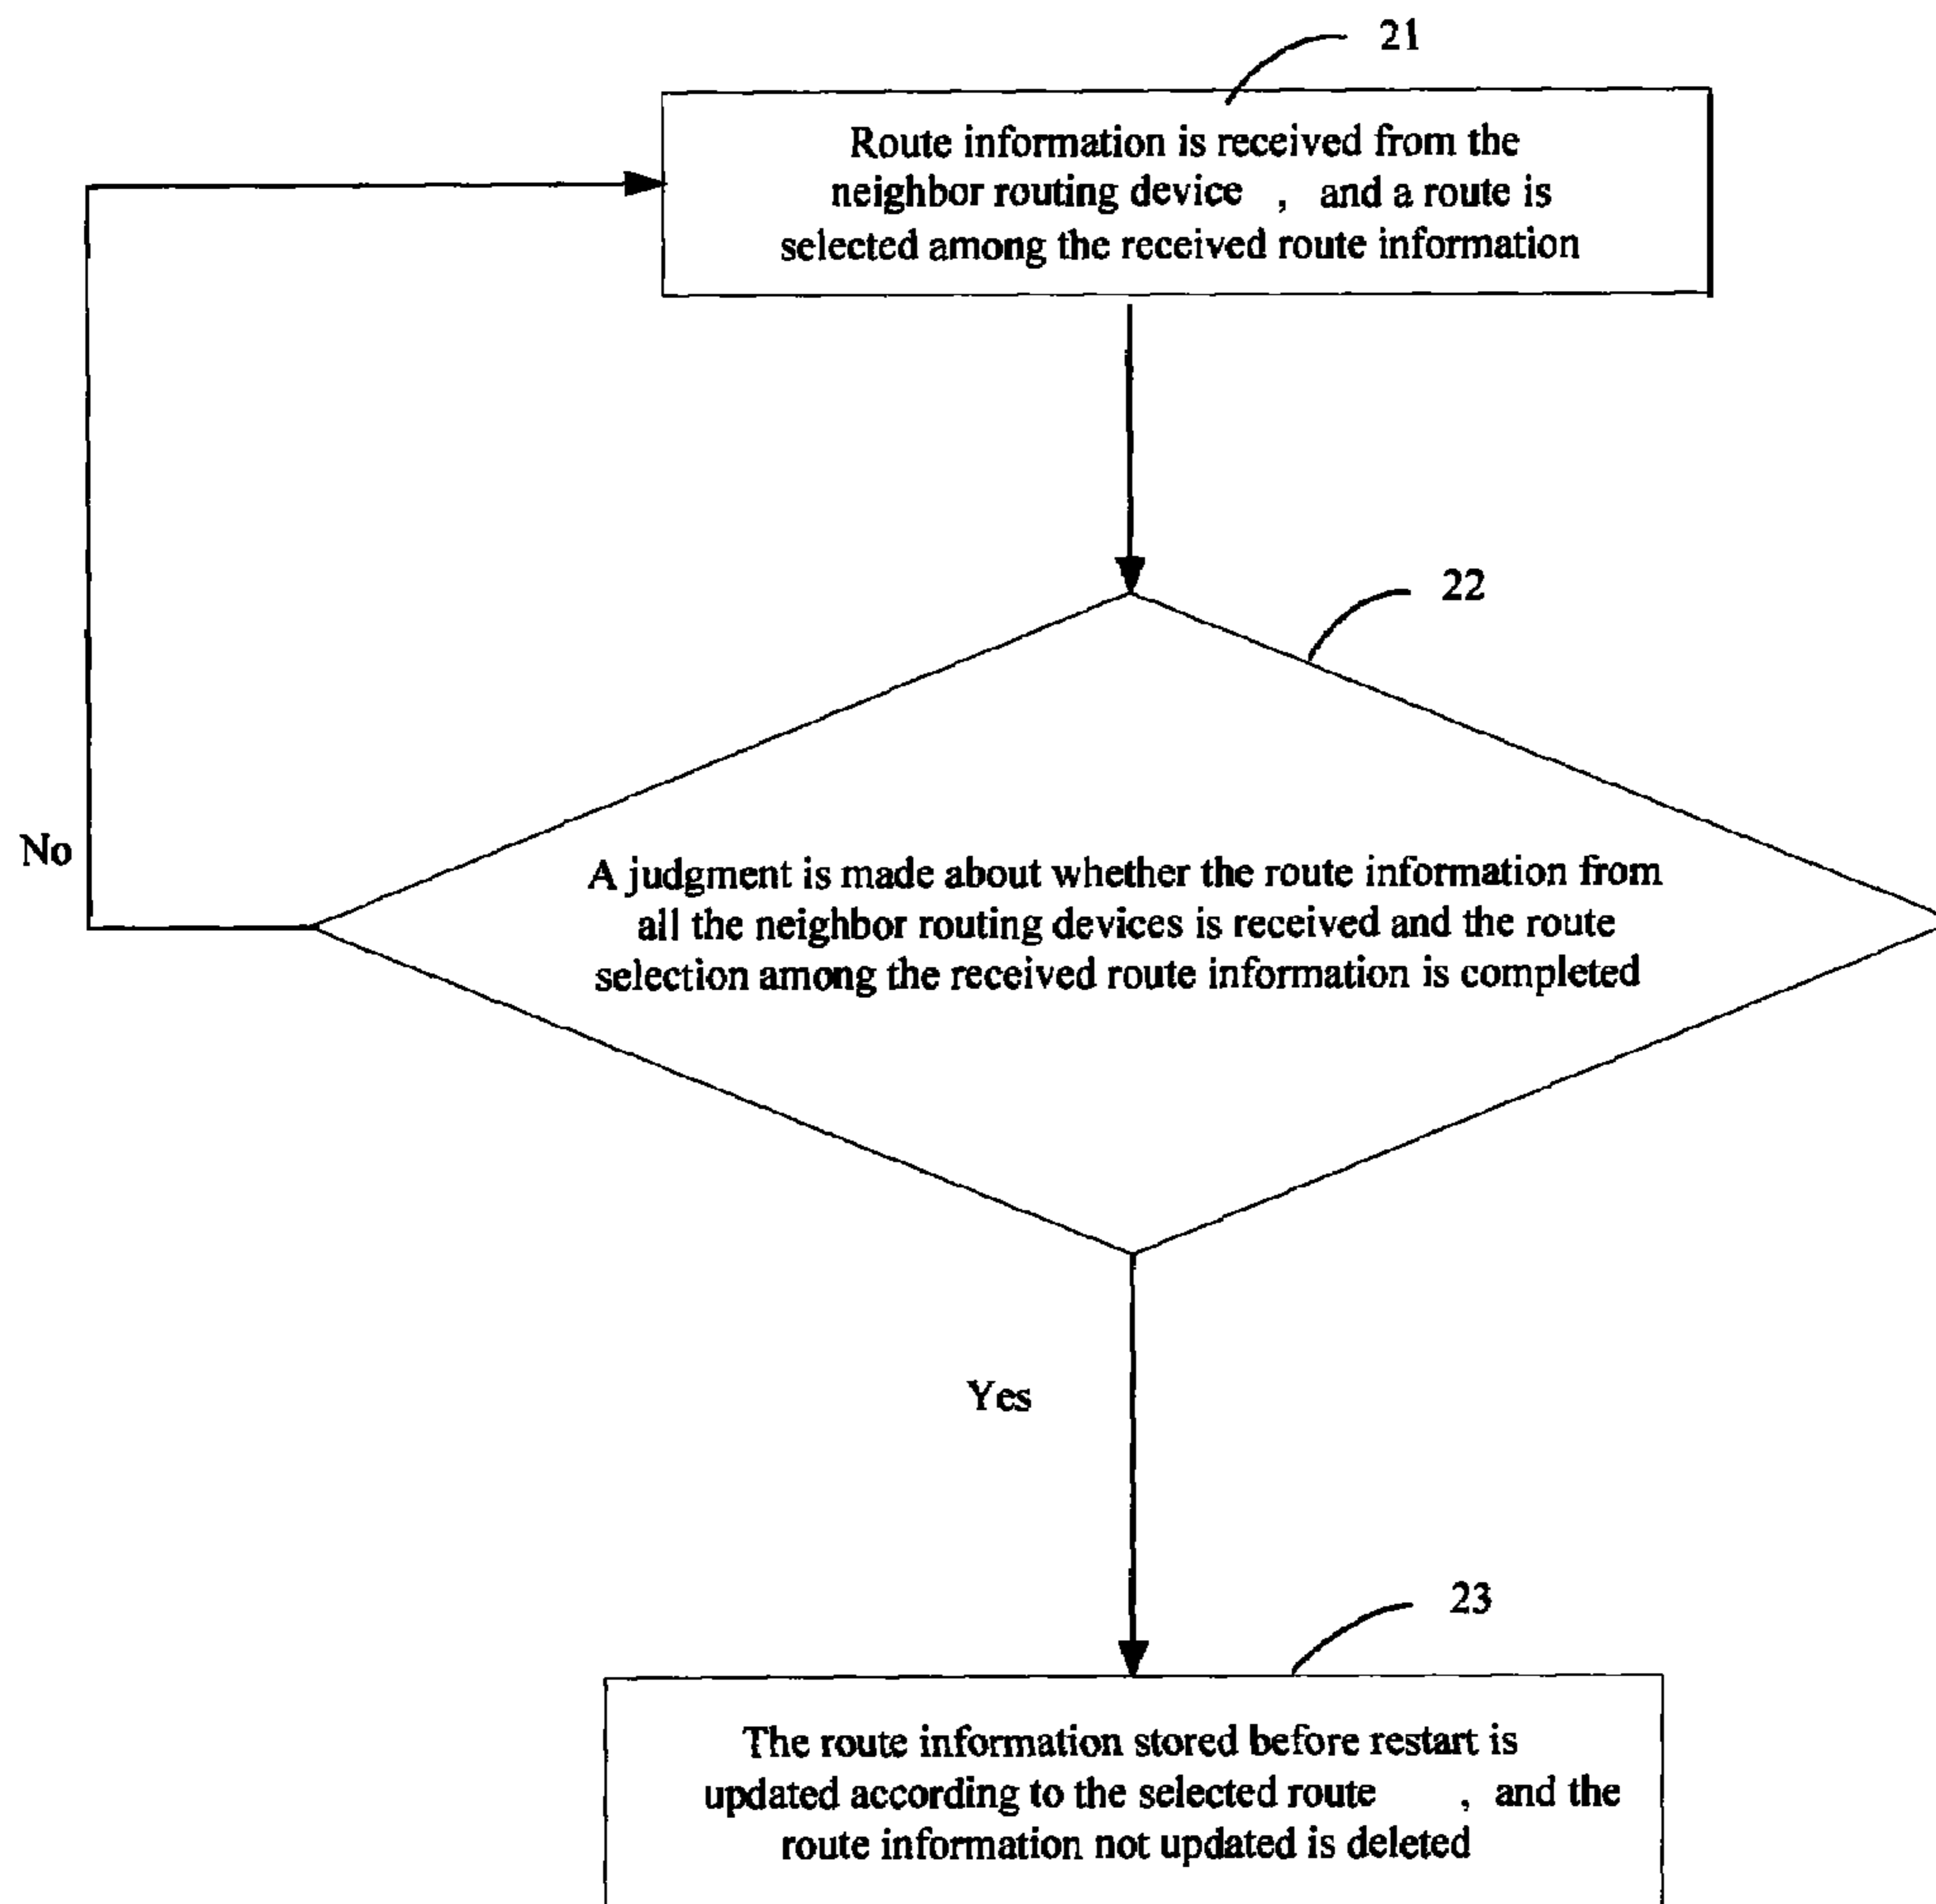 21
Route information is received from the
neighbor routing device , and a route is
selected among the received route information
22
No
A judgment is made about whether the route information from
all the neighbor routing devices is received and the route
selection among the received route information is completed
Yes
23
The route information stored before restart is
updated according to the selected route , and the
route information not updated is deleted